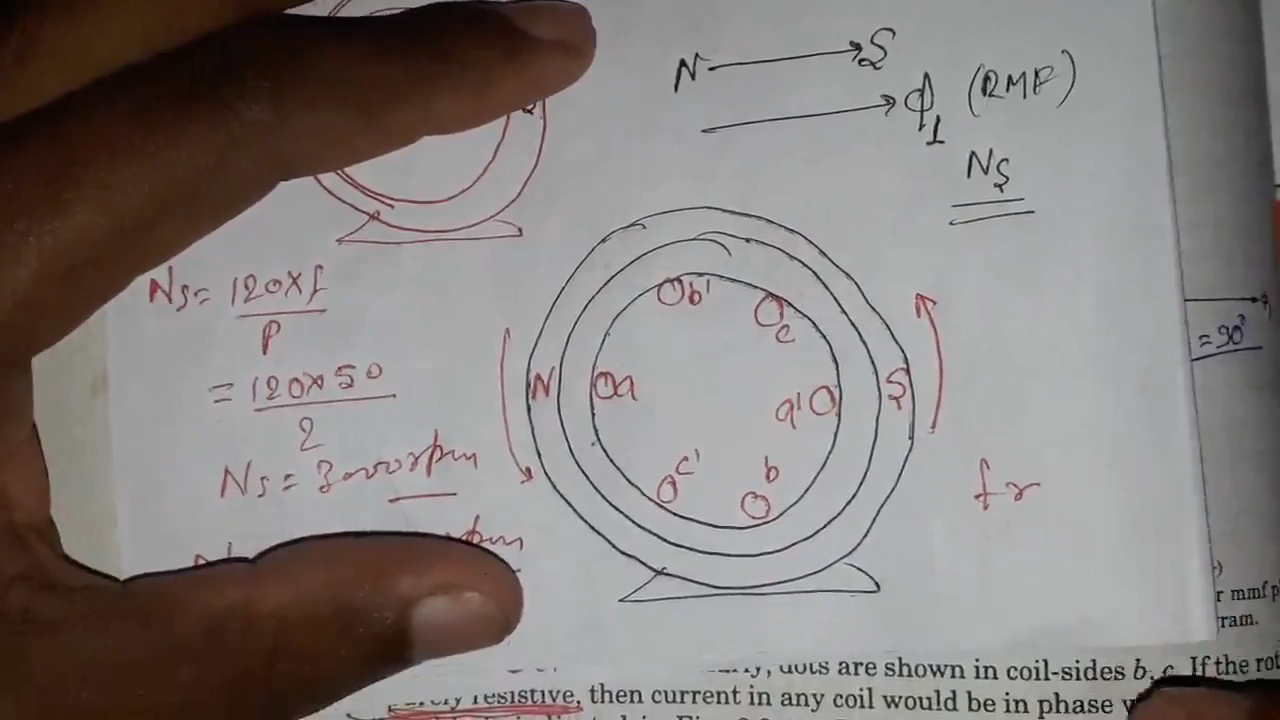 N → S
→ ϕ1 (RMF)
Ns
Ns = 120×f
P
= 120×50
2
Ns = 3000rpm
rpm
b'
c
N
a
a'
S
c'
b
fr
= 90°
r mmf p
ram.
dots are shown in coil-sides b, c. If the rot
resistive, then current in any coil would be in phase